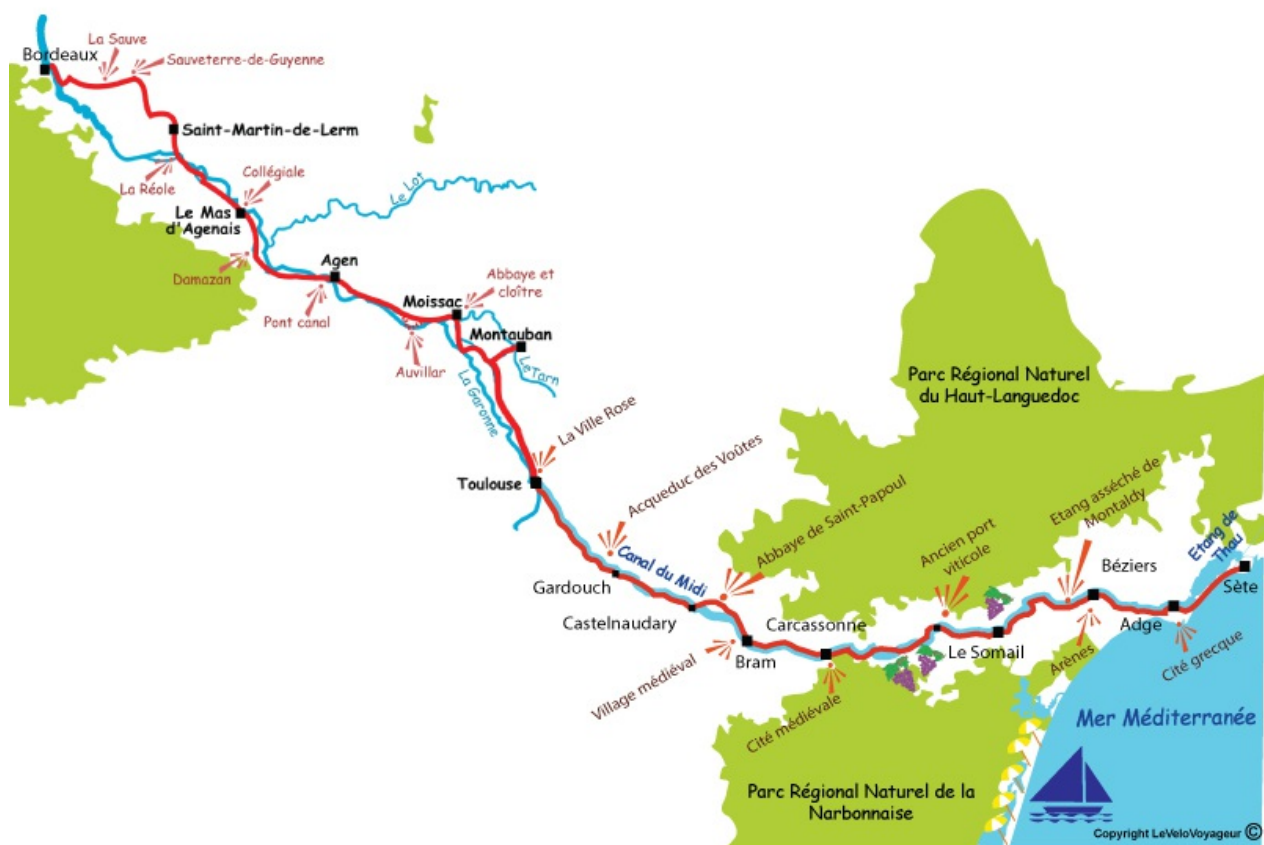 La Sauve
Bordeaux
Sauveterre-de-Guyenne
Saint-Martin-de-Lerm
La Réole
Collégiale
Le Lot
Le Mas
d'Agenais
Damazan
Agen
Pont canal
Moissac
Abbaye et
cloître
Auvillar
Montauban
Le Tarn
La Garonne
La Ville Rose
Toulouse
Parc Régional Naturel
du Haut-Languedoc
Acqueduc des Voûtes
Canal du Midi
Abbaye de Saint-Papoul
Gardouch
Castelnaudary
Ancien port
viticole
Etang asséché de
Montaldy
Etang de
Thau
Béziers
Sète
Village médiéval
Bram
Carcassonne
Cité médiévale
Le Somail
Arènes
Adge
Cité grecque
Mer Méditerranée
Parc Régional Naturel de la
Narbonnaise
Copyright LeVeloVoyageur ©